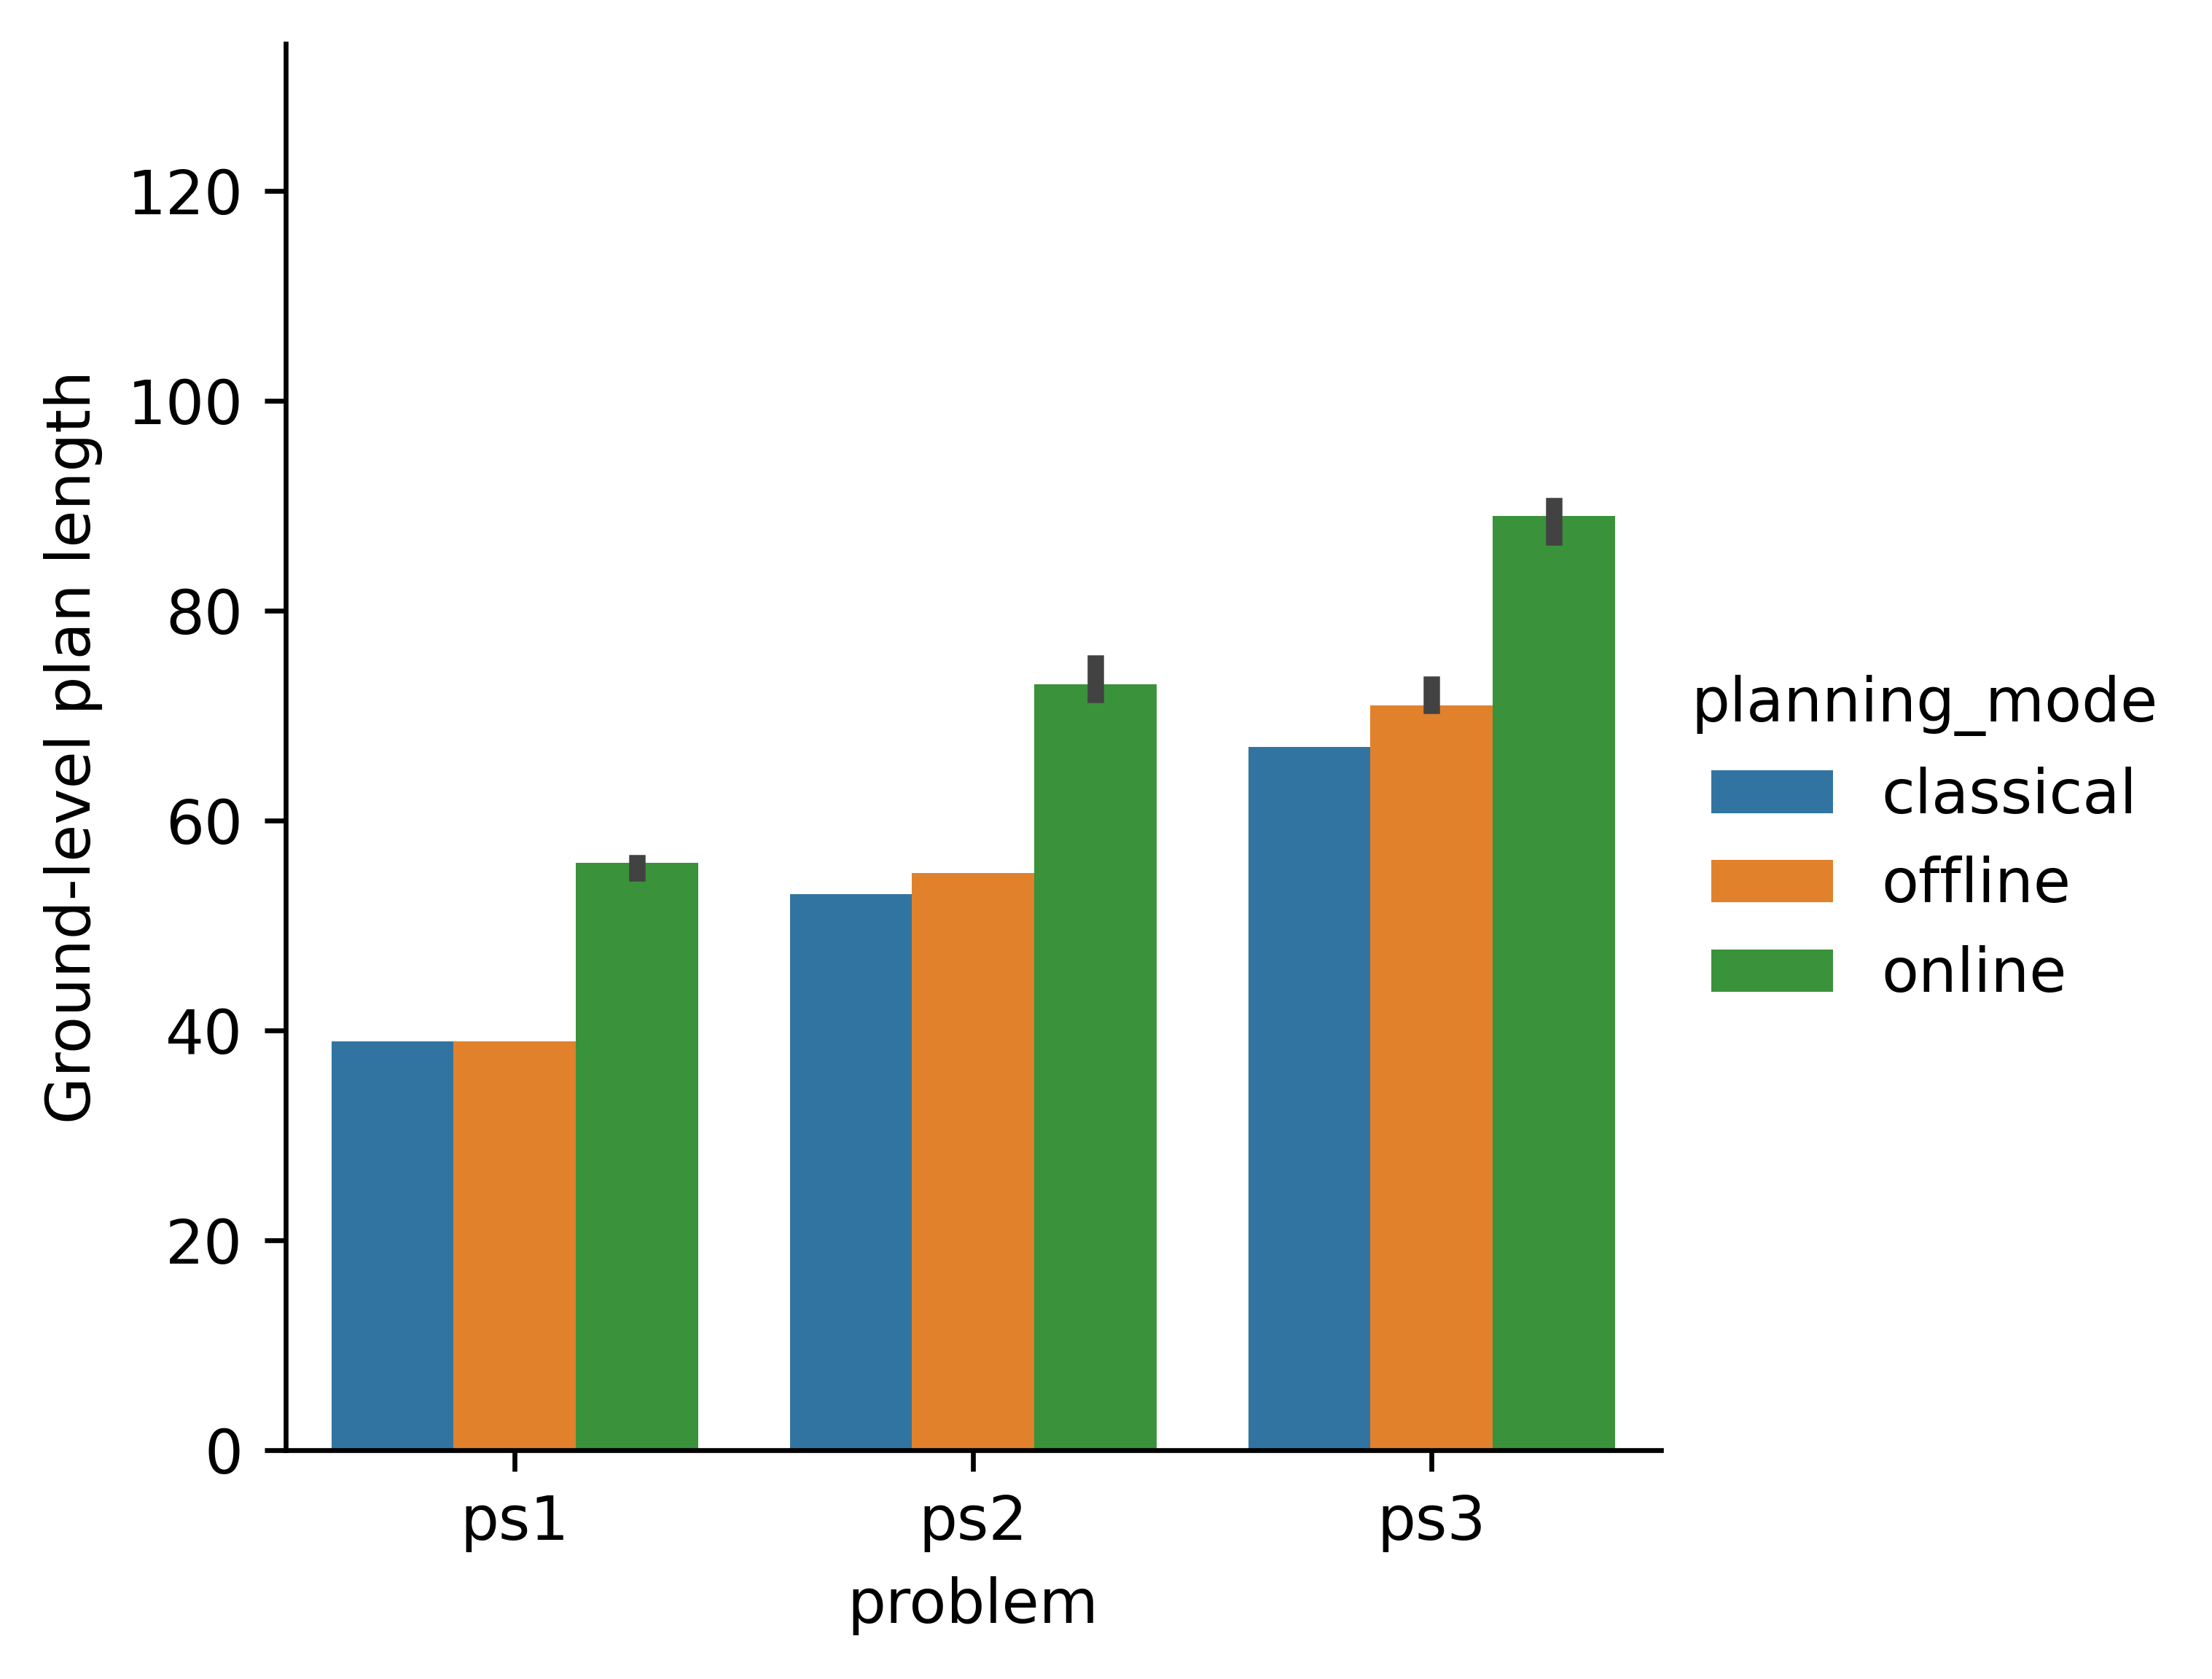 Ground-level plan length
120
100
80
60
40
20
0
ps1 ps2 ps3
problem
planning_mode
classical
offline
online